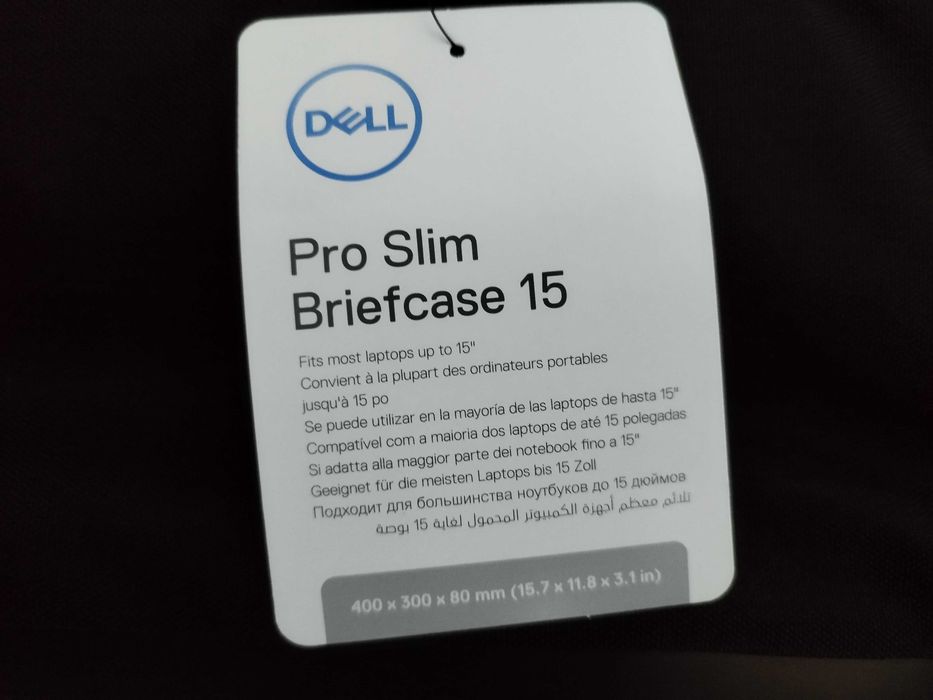 DELL
Pro Slim
Briefcase 15
Fits most laptops up to 15"
Convient à la plupart des ordinateurs portables
jusqu'à 15 po
Se puede utilizar en la mayoría de las laptops de hasta 15"
Compatível com a maioria dos laptops de até 15 polegadas
Si adatta alla maggior parte dei notebook fino a 15"
Geeignet für die meisten Laptops bis 15 Zoll
Подходит для большинства ноутбуков до 15 дюймов
تلائم معظم أجهزة الكمبيوتر المحمول لغاية 15 بوصة
400 x 300 x 80 mm (15.7 x 11.8 x 3.1 in)